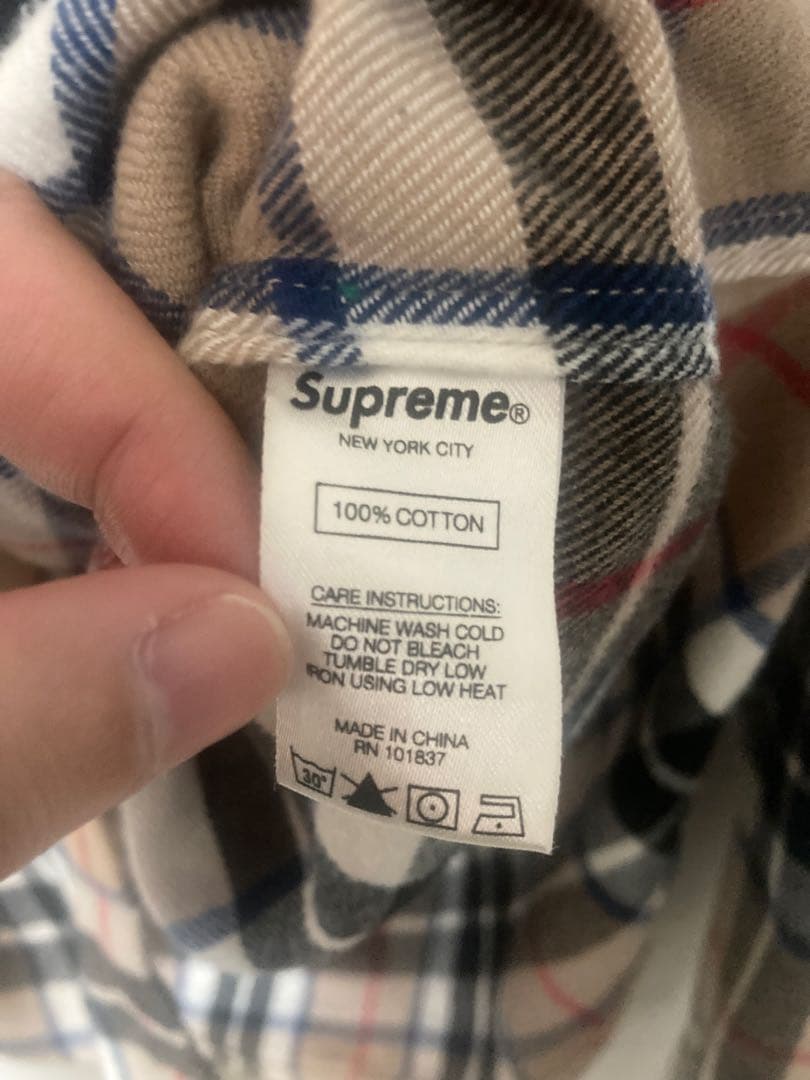 Supreme®
NEW YORK CITY
100% COTTON
CARE INSTRUCTIONS:
MACHINE WASH COLD
DO NOT BLEACH
TUMBLE DRY LOW
IRON USING LOW HEAT
MADE IN CHINA
RN 101837
30°